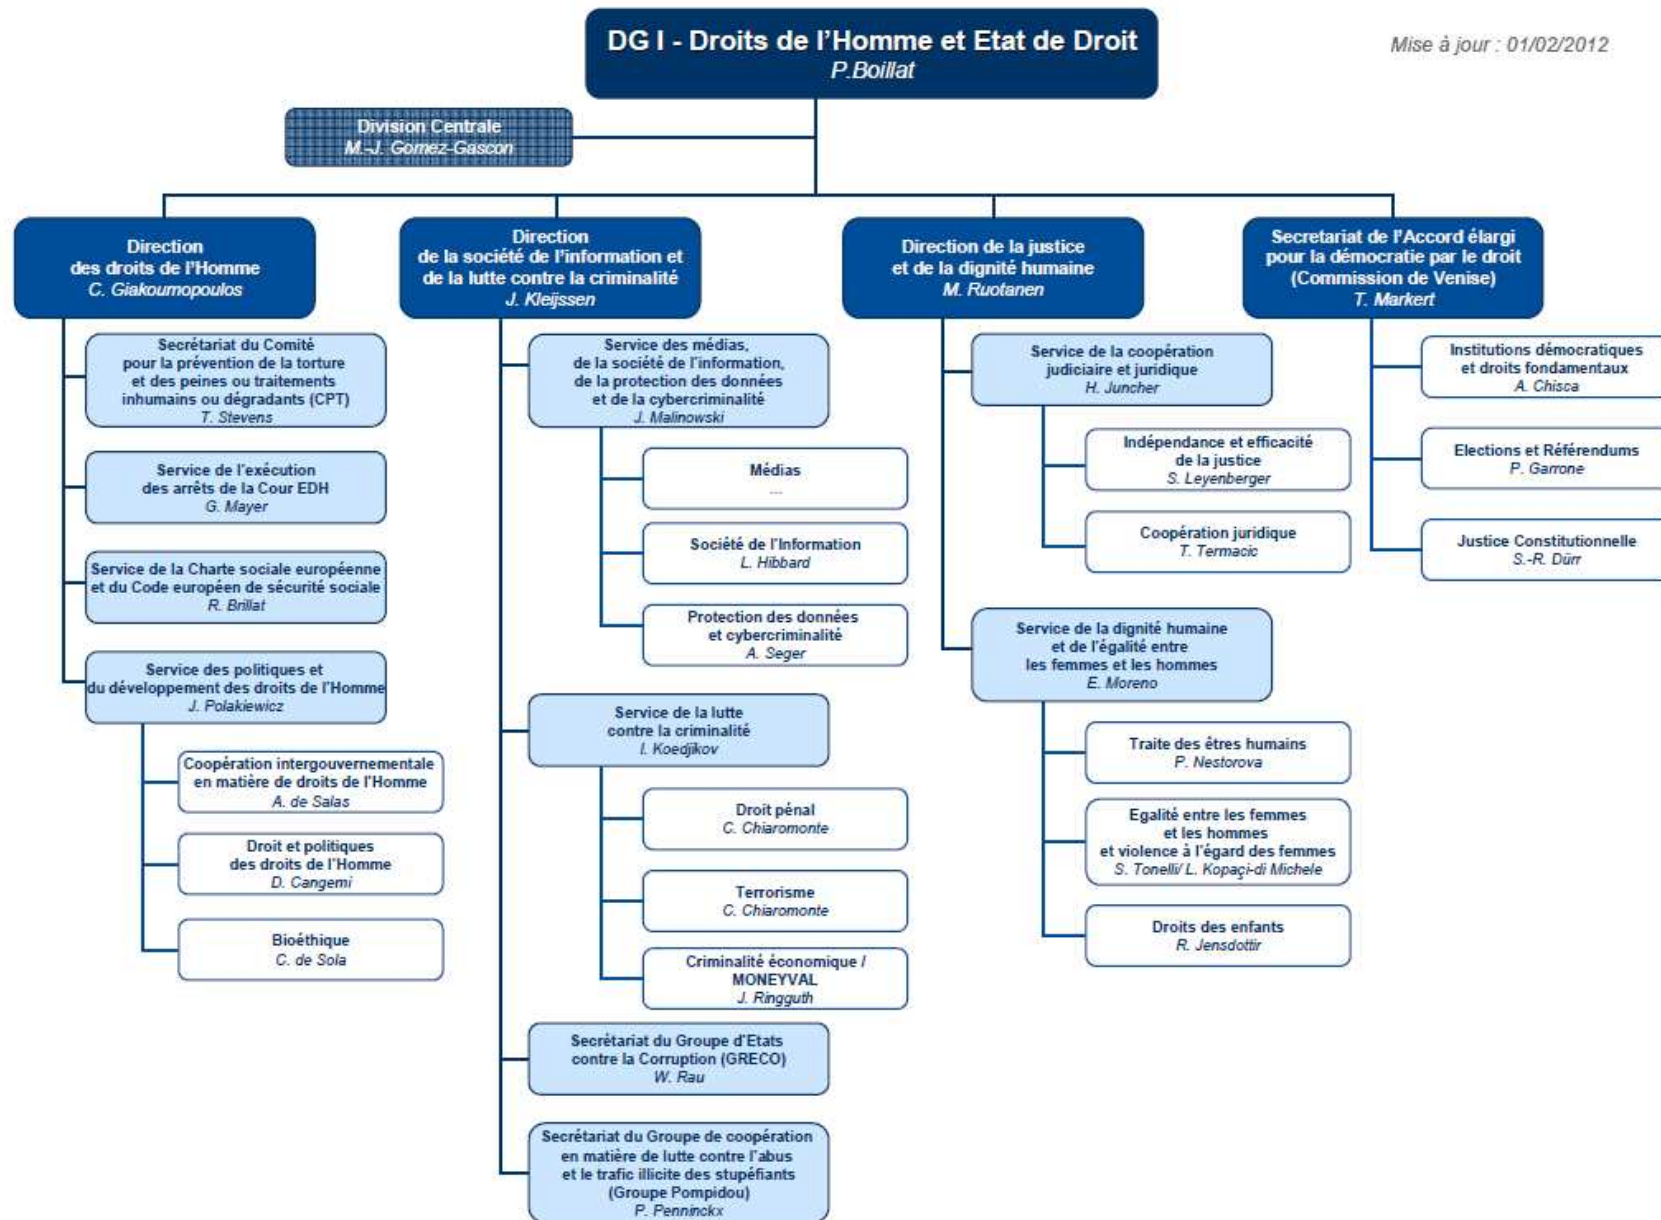 DG I - Droits de l'Homme et Etat de Droit
P.Boillat
Mise à jour : 01/02/2012
Division Centrale
M.-J. Gomez-Gascon
Direction
des droits de l'Homme
C. Giakoumopoulos
Secrétariat du Comité
pour la prévention de la torture
et des peines ou traitements
inhumains ou dégradants (CPT)
T. Stevens
Service de l'exécution
des arrêts de la Cour EDH
G. Mayer
Service de la Charte sociale européenne
et du Code européen de sécurité sociale
R. Brillat
Service des politiques et
du développement des droits de l'Homme
J. Polakiewicz
Coopération intergouvernementale
en matière de droits de l'Homme
A. de Salas
Droit et politiques
des droits de l'Homme
D. Cangemi
Bioéthique
C. de Sola
Direction
de la société de l'information et
de la lutte contre la criminalité
J. Kleijssen
Service des médias,
de la société de l'information,
de la protection des données
et de la cybercriminalité
J. Malinowski
Médias
...
Société de l'Information
L. Hibbard
Protection des données
et cybercriminalité
A. Seger
Service de la lutte
contre la criminalité
I. Koedjikov
Droit pénal
C. Chiaromonte
Terrorisme
C. Chiaromonte
Criminalité économique /
MONEYVAL
J. Ringguth
Secrétariat du Groupe d'Etats
contre la Corruption (GRECO)
W. Rau
Secrétariat du Groupe de coopération
en matière de lutte contre l'abus
et le trafic illicite des stupéfiants
(Groupe Pompidou)
P. Penninckx
Direction de la justice
et de la dignité humaine
M. Ruotanen
Service de la coopération
judiciaire et juridique
H. Juncher
Indépendance et efficacité
de la justice
S. Leyenberger
Coopération juridique
T. Termacic
Service de la dignité humaine
et de l'égalité entre
les femmes et les hommes
E. Moreno
Traite des êtres humains
P. Nestorova
Egalité entre les femmes
et les hommes
et violence à l'égard des femmes
S. Tonelli/ L. Kopaçi-di Michele
Droits des enfants
R. Jensdottir
Secretariat de l'Accord élargi
pour la démocratie par le droit
(Commission de Venise)
T. Markert
Institutions démocratiques
et droits fondamentaux
A. Chisca
Elections et Référendums
P. Garrone
Justice Constitutionnelle
S.-R. Dürr